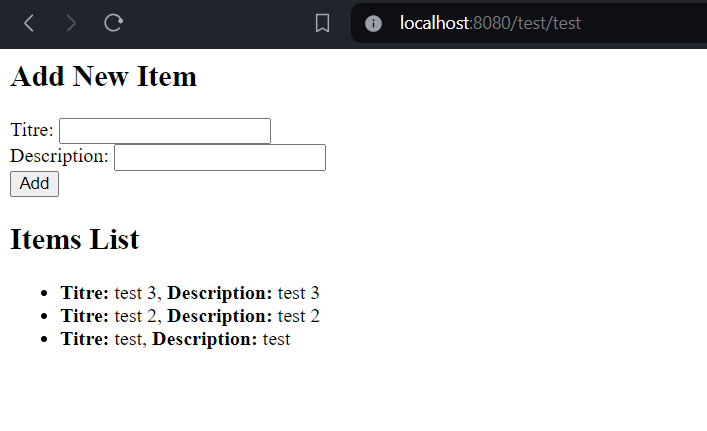 localhost:8080/test/test
Add New Item
Titre:
Description:
Add
Items List
• Titre: test 3, Description: test 3
• Titre: test 2, Description: test 2
• Titre: test, Description: test